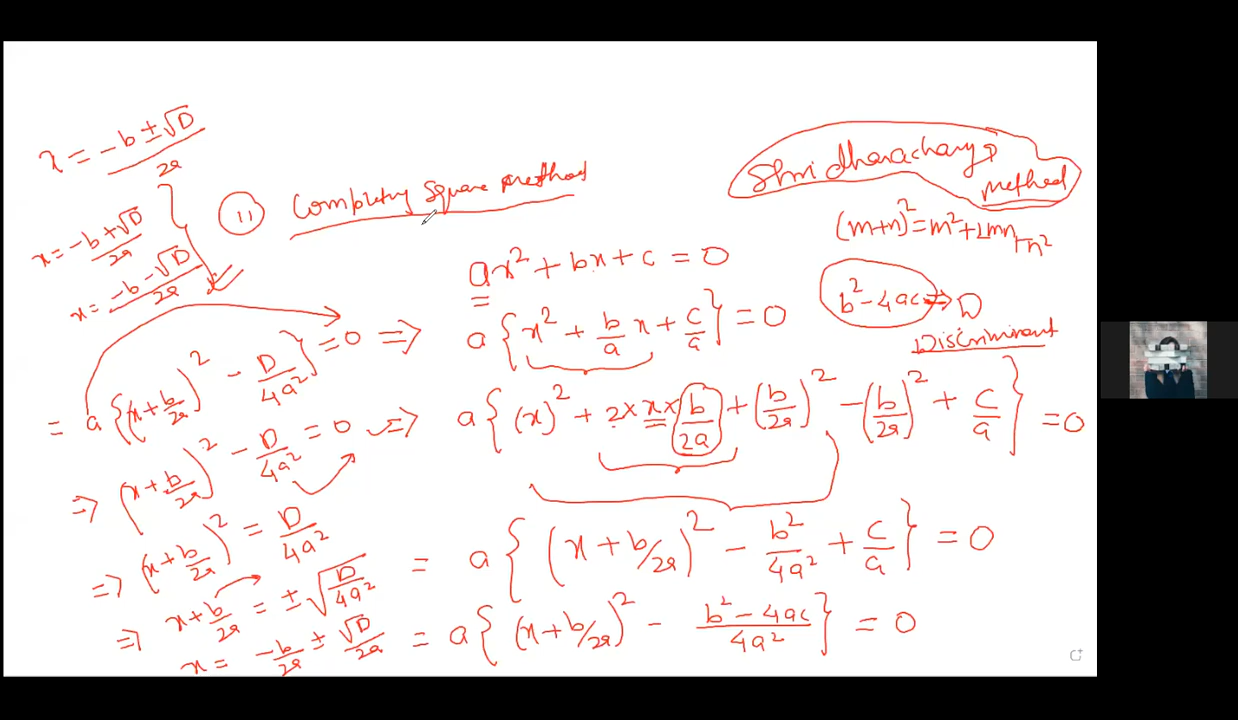 (ii) Completing Square method
Shridharacharya method
(m+n)² = m² + 2mn + n²
ax² + bx + c = 0
b² - 4ac ⇒ D
Discriminant
a { x² + b/a x + c/a } = 0
⇒ a { (x)² + 2 × x × b/2a + (b/2a)² - (b/2a)² + c/a } = 0
= a { (x + b/2a)² - b²/4a² + c/a } = 0
= a { (x + b/2a)² - (b² - 4ac)/4a² } = 0
= a { (x + b/2a)² - D/4a² } = 0 ⇒
⇒ (x + b/2a)² - D/4a² = 0
⇒ (x + b/2a)² = D/4a²
⇒ x + b/2a = ± √(D/4a²)
x = -b/2a ± √D/2a
x = (-b ± √D)/2a
x = (-b + √D)/2a
x = (-b - √D)/2a